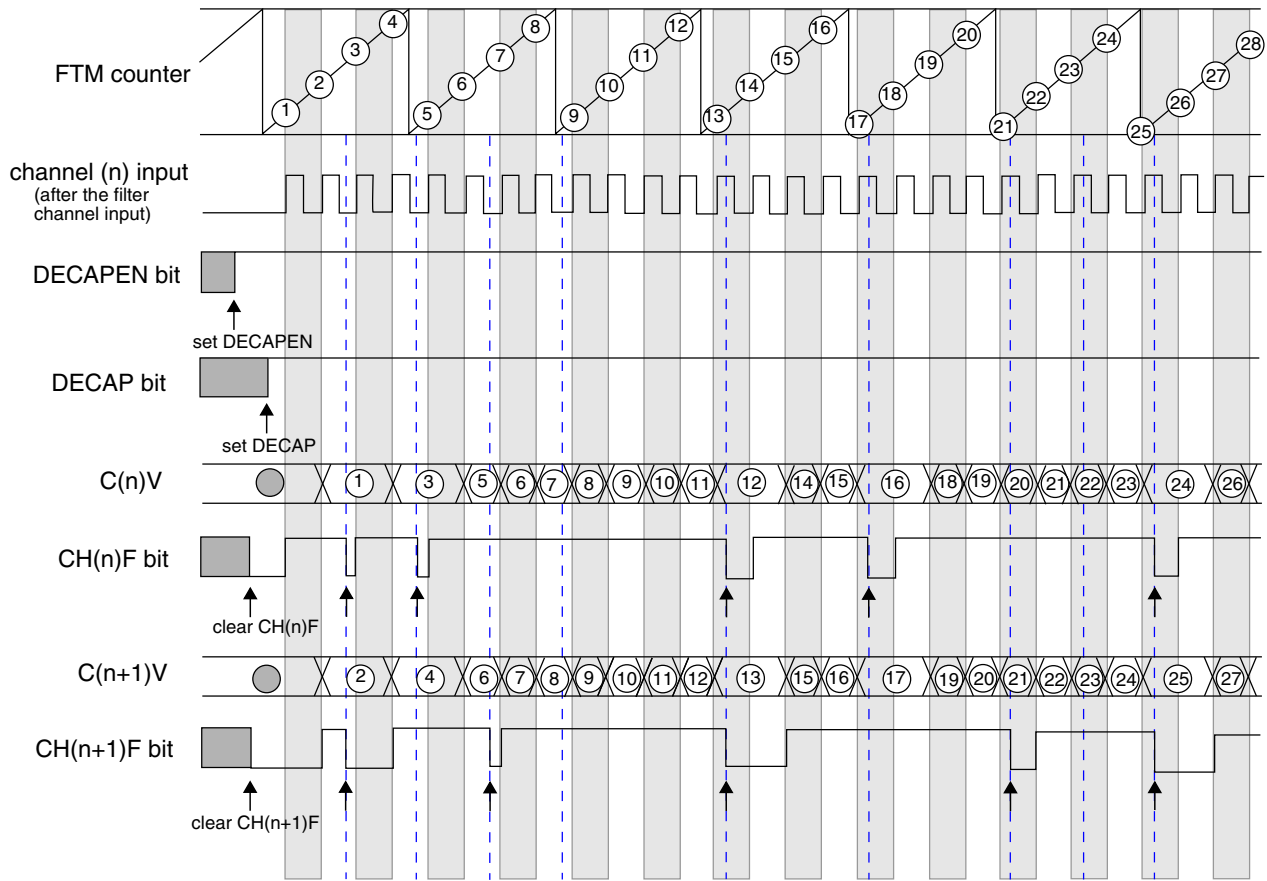 4 8 12 16 20 24 28
3 7 11 15 19 23 27
FTM counter
2 6 10 14 18 22 26
1 5 9 13 17 21 25
channel (n) input
(after the filter
channel input)
DECAPEN bit
set DECAPEN
DECAP bit
set DECAP
C(n)V 1 3 5 6 7 8 9 10 11 12 14 15 16 18 19 20 21 22 23 24 26
CH(n)F bit
clear CH(n)F
C(n+1)V 2 4 6 7 8 9 10 11 12 13 15 16 17 19 20 21 22 23 24 25 27
CH(n+1)F bit
clear CH(n+1)F